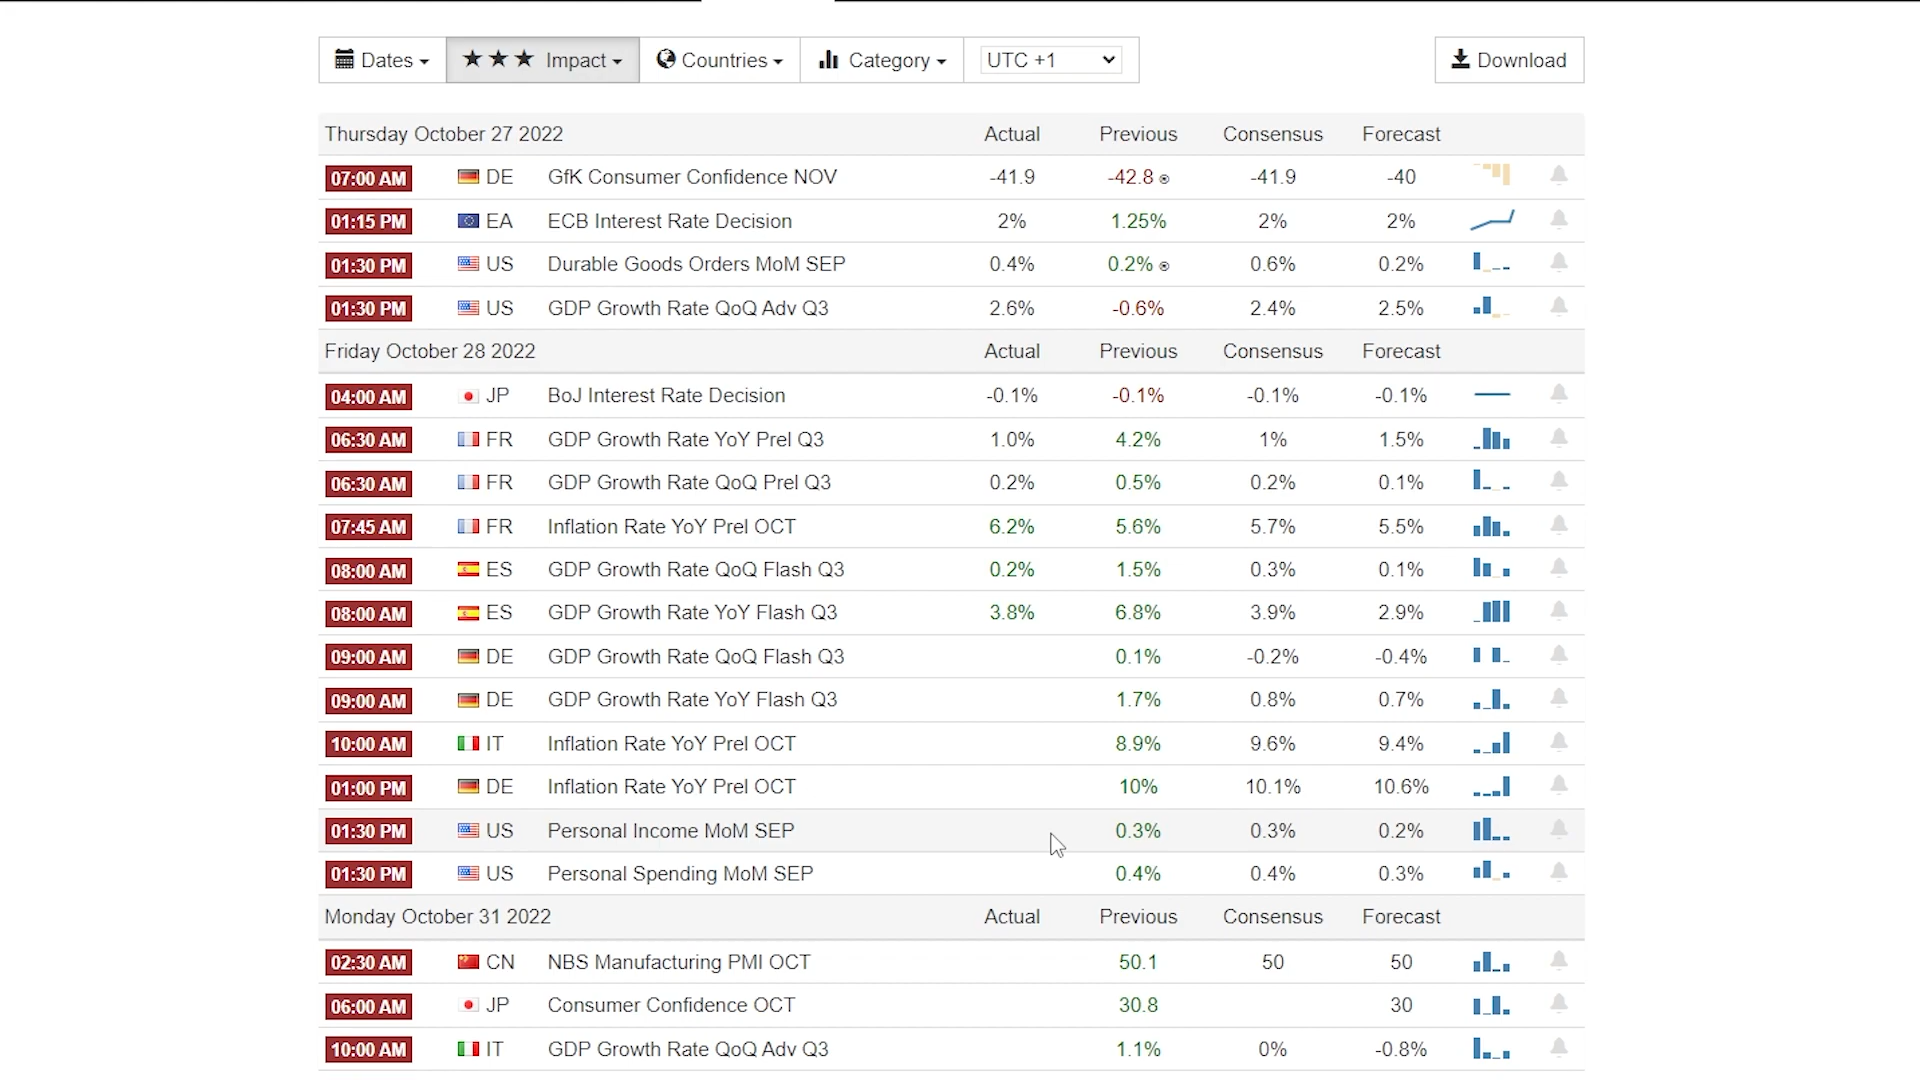 Dates ★★★ Impact Countries Category UTC +1 Download
Thursday October 27 2022 Actual Previous Consensus Forecast
07:00 AM DE GfK Consumer Confidence NOV -41.9 -42.8 -41.9 -40
01:15 PM EA ECB Interest Rate Decision 2% 1.25% 2% 2%
01:30 PM US Durable Goods Orders MoM SEP 0.4% 0.2% 0.6% 0.2%
01:30 PM US GDP Growth Rate QoQ Adv Q3 2.6% -0.6% 2.4% 2.5%
Friday October 28 2022 Actual Previous Consensus Forecast
04:00 AM JP BoJ Interest Rate Decision -0.1% -0.1% -0.1% -0.1%
06:30 AM FR GDP Growth Rate YoY Prel Q3 1.0% 4.2% 1% 1.5%
06:30 AM FR GDP Growth Rate QoQ Prel Q3 0.2% 0.5% 0.2% 0.1%
07:45 AM FR Inflation Rate YoY Prel OCT 6.2% 5.6% 5.7% 5.5%
08:00 AM ES GDP Growth Rate QoQ Flash Q3 0.2% 1.5% 0.3% 0.1%
08:00 AM ES GDP Growth Rate YoY Flash Q3 3.8% 6.8% 3.9% 2.9%
09:00 AM DE GDP Growth Rate QoQ Flash Q3 0.1% -0.2% -0.4%
09:00 AM DE GDP Growth Rate YoY Flash Q3 1.7% 0.8% 0.7%
10:00 AM IT Inflation Rate YoY Prel OCT 8.9% 9.6% 9.4%
01:00 PM DE Inflation Rate YoY Prel OCT 10% 10.1% 10.6%
01:30 PM US Personal Income MoM SEP 0.3% 0.3% 0.2%
01:30 PM US Personal Spending MoM SEP 0.4% 0.4% 0.3%
Monday October 31 2022 Actual Previous Consensus Forecast
02:30 AM CN NBS Manufacturing PMI OCT 50.1 50 50
06:00 AM JP Consumer Confidence OCT 30.8 30
10:00 AM IT GDP Growth Rate QoQ Adv Q3 1.1% 0% -0.8%